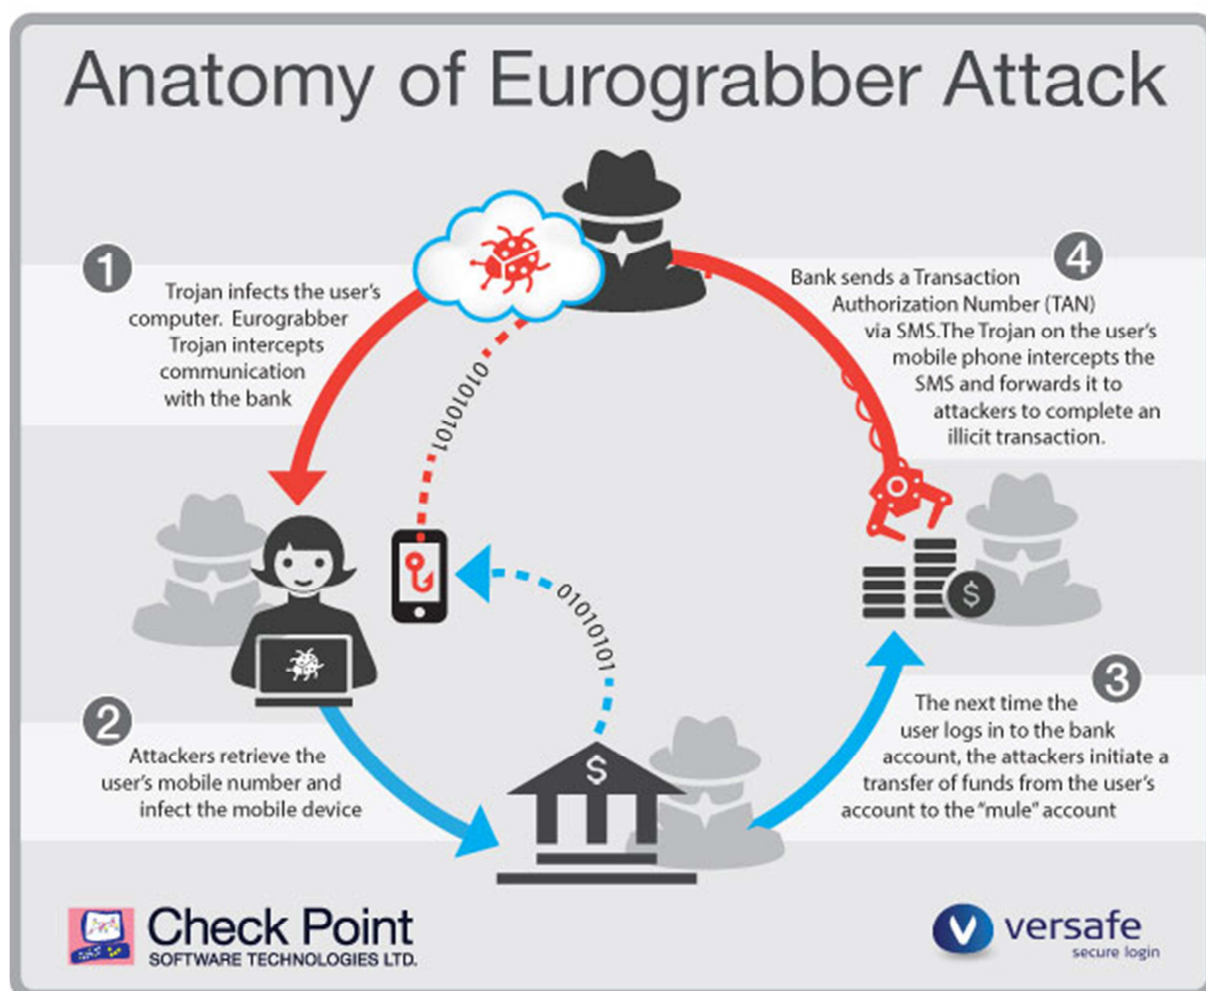 Anatomy of Eurograbber Attack
1
Trojan infects the user's
computer. Eurograbber
Trojan intercepts
communication
with the bank
4
Bank sends a Transaction
Authorization Number (TAN)
via SMS.The Trojan on the user's
mobile phone intercepts the
SMS and forwards it to
attackers to complete an
illicit transaction.
01010101
01010101
$
2
Attackers retrieve the
user's mobile number and
infect the mobile device
$
3
The next time the
user logs in to the bank
account, the attackers initiate a
transfer of funds from the user's
account to the "mule" account
Check Point
SOFTWARE TECHNOLOGIES LTD.
versafe
secure login